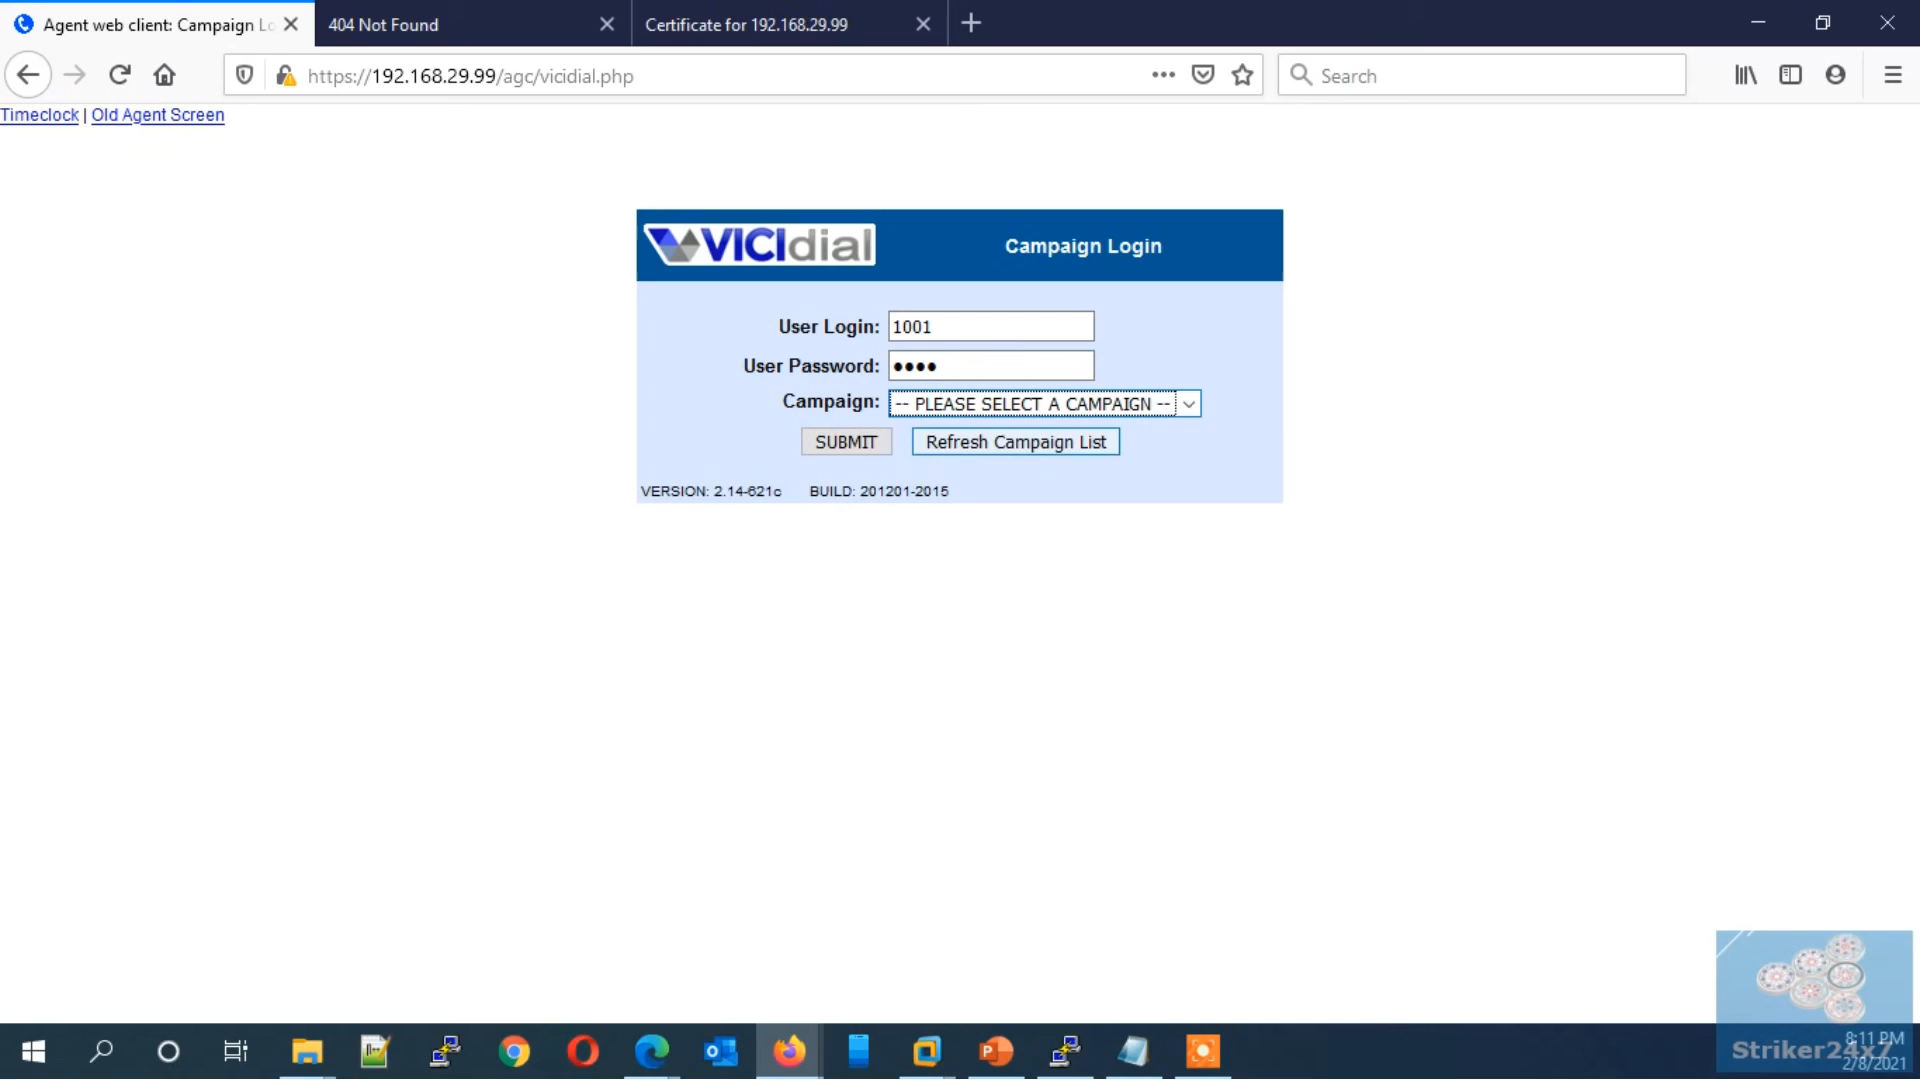 Agent web client: Campaign Lo
404 Not Found
Certificate for 192.168.29.99
https://192.168.29.99/agc/vicidial.php
Search
Timeclock | Old Agent Screen
VICIdial
Campaign Login
User Login: 1001
User Password: ●●●●
Campaign: -- PLEASE SELECT A CAMPAIGN --
SUBMIT
Refresh Campaign List
VERSION: 2.14-621c BUILD: 201201-2015
8:11 PM
Striker24x7
2/8/2021